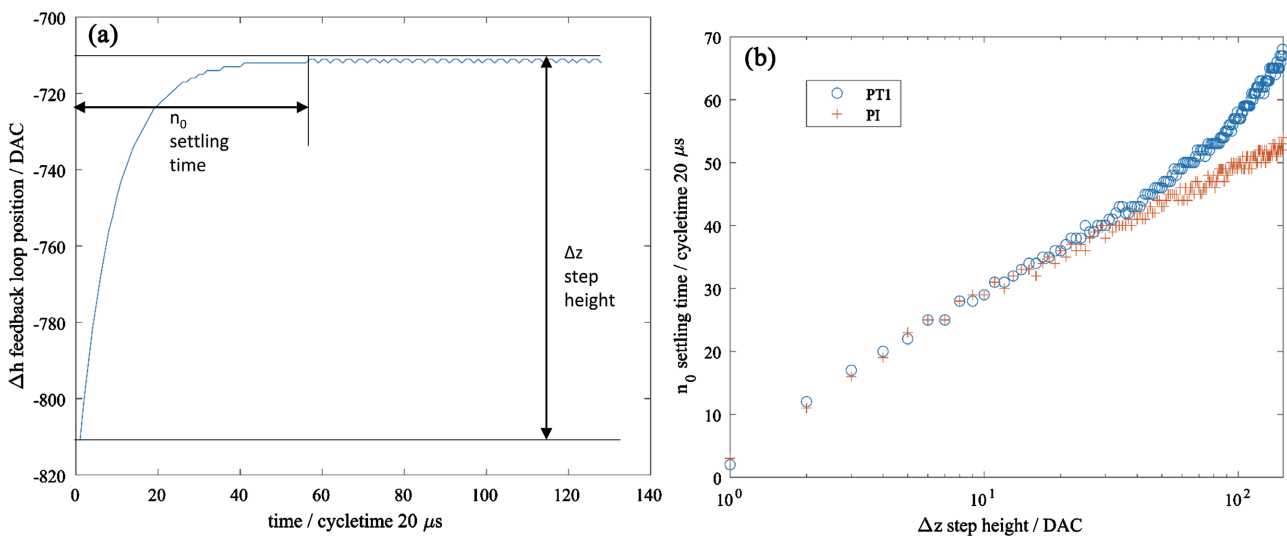 (a)
-700
-720
-740
-760
-780
-800
-820
Δh feedback loop position / DAC
n0
settling
time
Δz
step
height
0 20 40 60 80 100 120 140
time / cycletime 20 μs
(b)
PT1
PI
70
60
50
40
30
20
10
0
n0 settling time / cycletime 20 μs
10^0 10^1 10^2
Δz step height / DAC